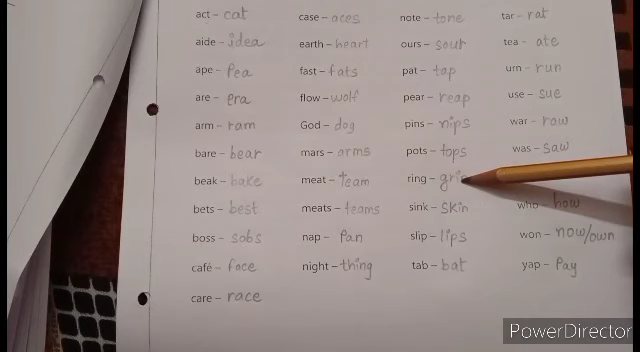 act - cat case - aces note - tone tar - rat
aide - idea earth - heart ours - sour tea - ate
ape - pea fast - fats pat - tap urn - run
are - era flow - wolf pear - reap use - sue
arm - ram God - dog pins - nips war - raw
bare - bear mars - arms pots - tops was - saw
beak - bake meat - team ring -
bets - best meats - teams sink - skin who - how
boss - sobs nap - pan slip - lips won - now/own
café - face night - thing tab - bat yap - pay
care - race
PowerDirector